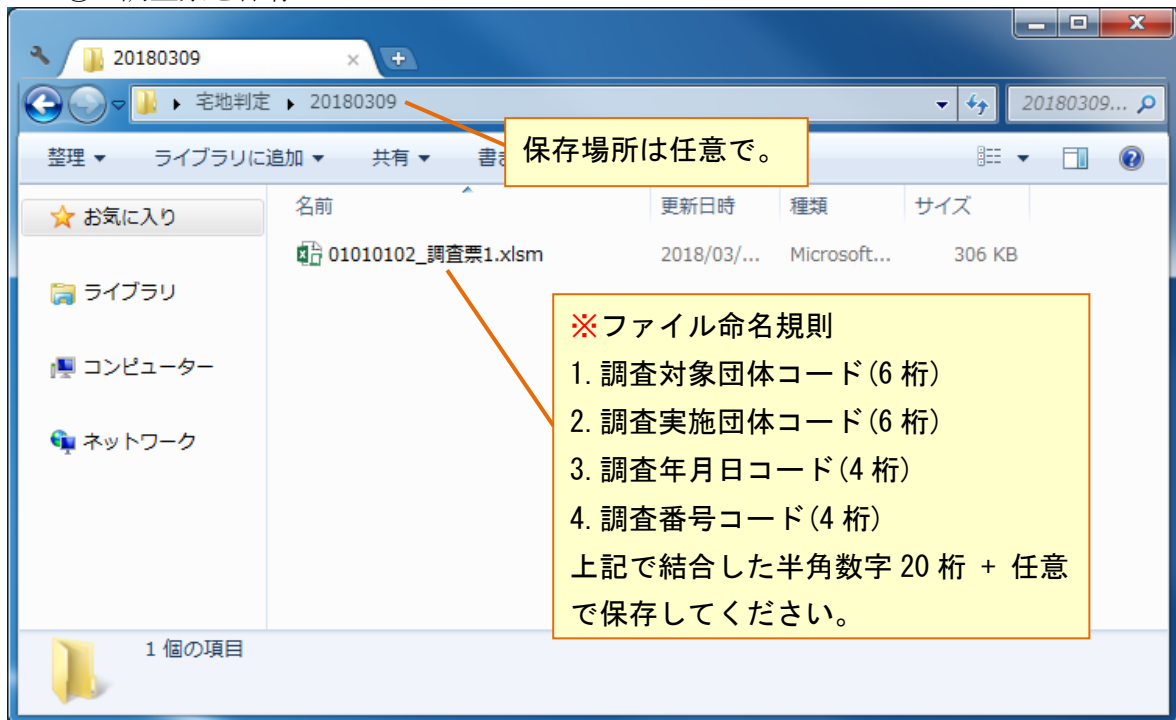 20180309
宅地判定 ▸ 20180309
20180309...
保存場所は任意で。
整理 ライブラリに追加 共有
お気に入り
名前 更新日時 種類 サイズ
01010102_調査票1.xlsm 2018/03/... Microsoft... 306 KB
ライブラリ
コンピューター
ネットワーク
※ファイル命名規則
1.調査対象団体コード(6 桁)
2.調査実施団体コード(6 桁)
3.調査年月日コード(4 桁)
4.調査番号コード(4 桁)
上記で結合した半角数字 20 桁 + 任意
で保存してください。
1 個の項目